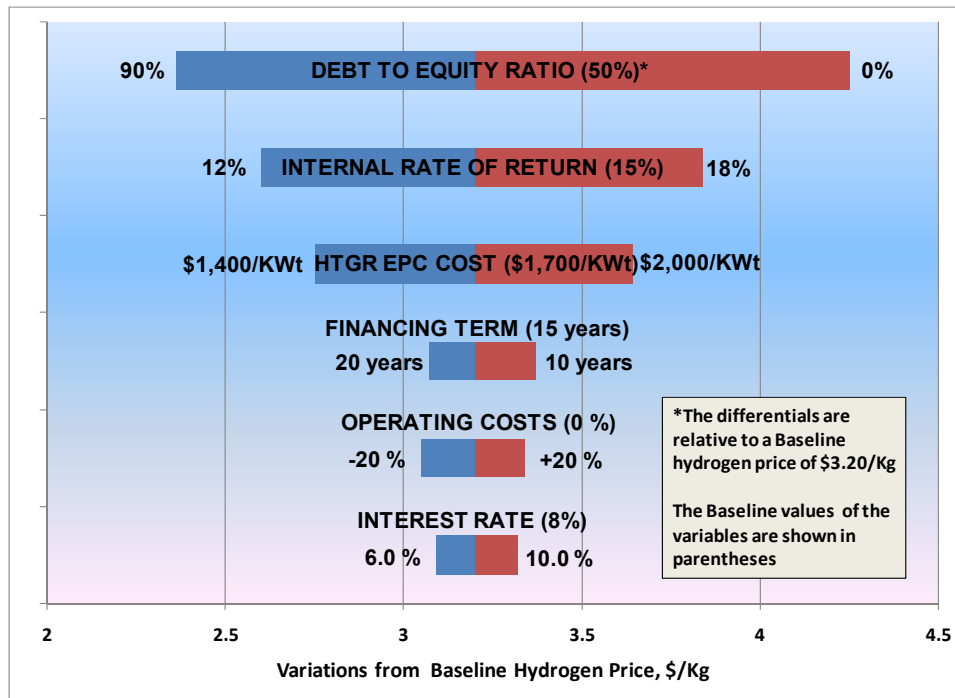 90% DEBT TO EQUITY RATIO (50%)* 0%
12% INTERNAL RATE OF RETURN (15%) 18%
$1,400/KWt HTGR EPC COST ($1,700/KWt) $2,000/KWt
FINANCING TERM (15 years)
20 years 10 years
OPERATING COSTS (0 %)
-20 % +20 %
INTEREST RATE (8%)
6.0 % 10.0 %
*The differentials are
relative to a Baseline
hydrogen price of $3.20/Kg
The Baseline values of the
variables are shown in
parentheses
2 2.5 3 3.5 4 4.5
Variations from Baseline Hydrogen Price, $/Kg